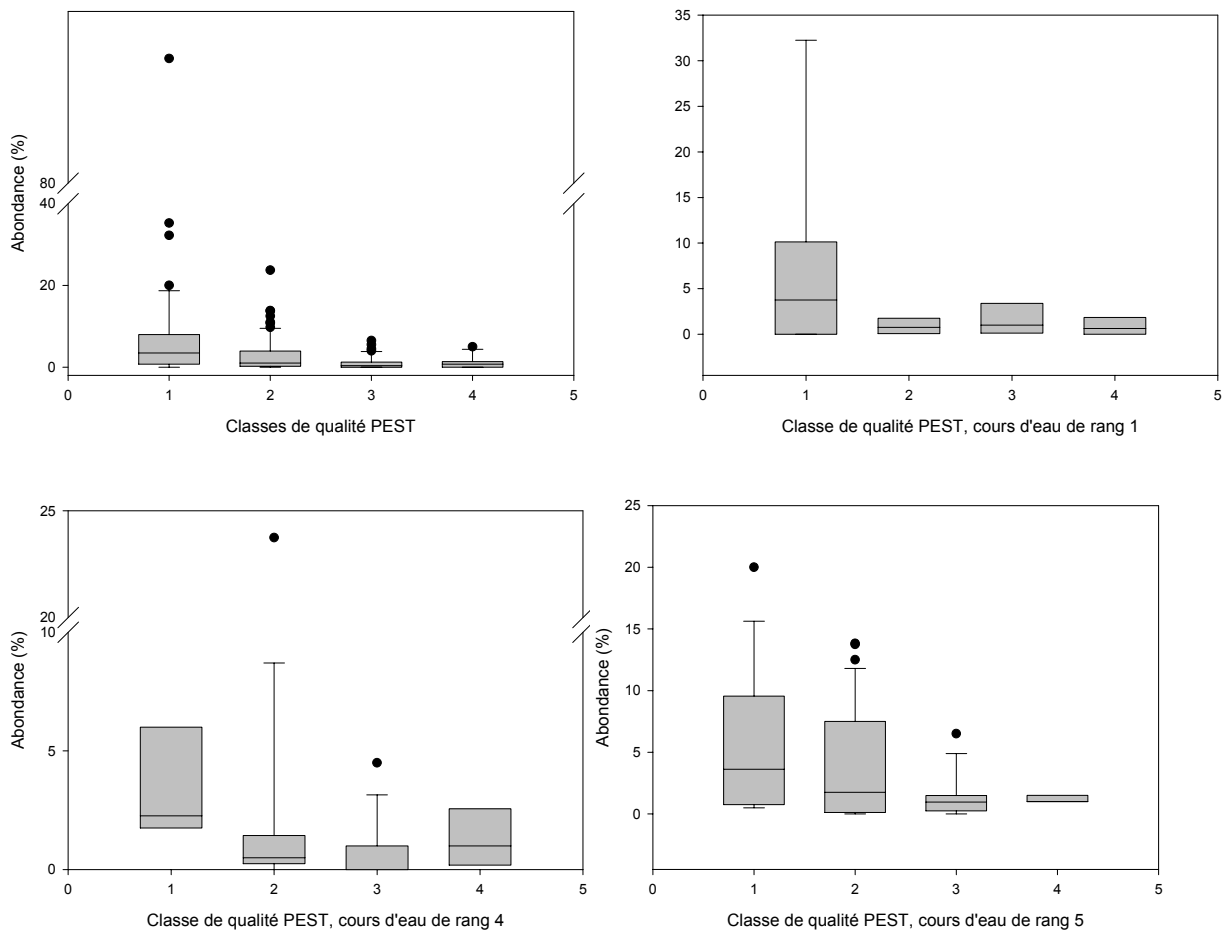 Abondance (%)
80
40
20
0
0 1 2 3 4 5
Classes de qualité PEST
35
30
25
20
15
10
5
0
0 1 2 3 4 5
Classe de qualité PEST, cours d'eau de rang 1
Abondance (%)
25
20
10
5
0
0 1 2 3 4 5
Classe de qualité PEST, cours d'eau de rang 4
Abondance (%)
25
20
15
10
5
0
0 1 2 3 4 5
Classe de qualité PEST, cours d'eau de rang 5